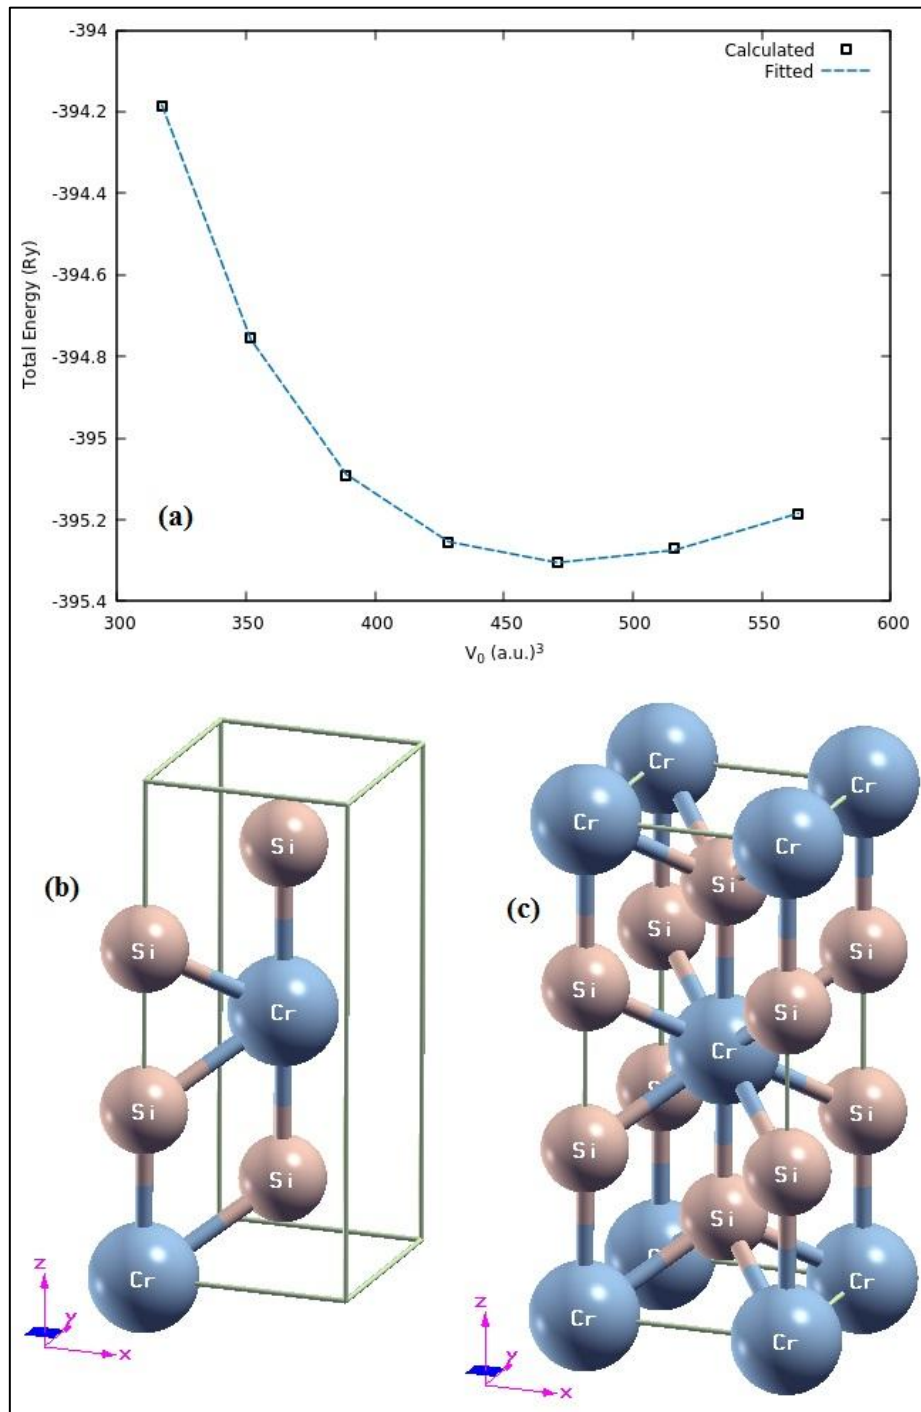 -394
-394.2
-394.4
-394.6
-394.8
-395
-395.2
-395.4
Total Energy (Ry)
Calculated
Fitted
(a)
300 350 400 450 500 550 600
V₀ (a.u.)³
(b)
Si
Si
Cr
Si
Si
Cr
z
y
x
(c)
Cr
Cr
Cr
Cr
Si
Si
Si
Si
Si
Cr
Si
Si
Si
Si
Si
Cr
Cr
Cr
Cr
z
y
x